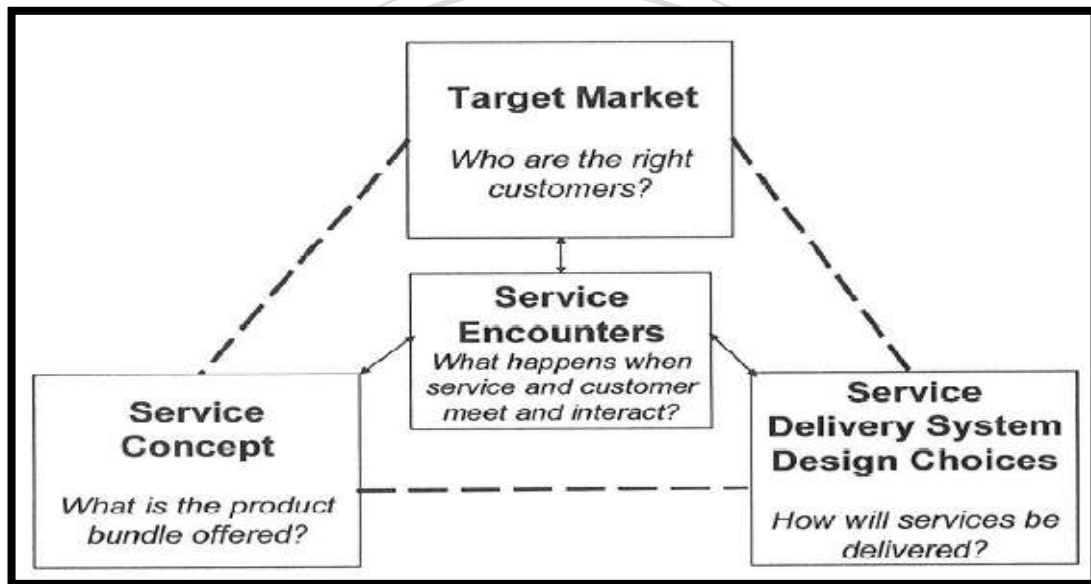 Target Market
Who are the right
customers?
Service
Encounters
What happens when
service and customer
meet and interact?
Service
Concept
What is the product
bundle offered?
Service
Delivery System
Design Choices
How will services be
delivered?